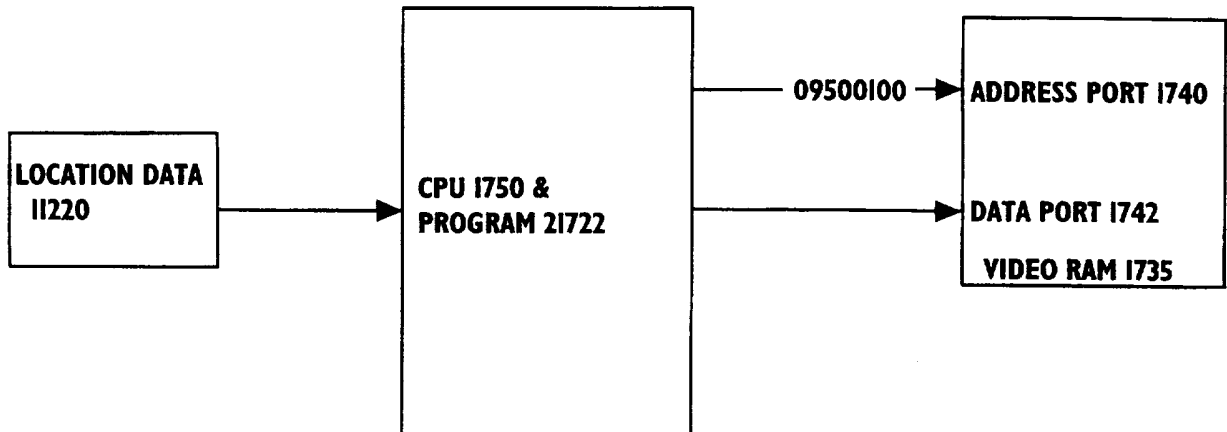 LOCATION DATA
11220
CPU 1750 &
PROGRAM 21722
09500100
ADDRESS PORT 1740
DATA PORT 1742
VIDEO RAM 1735